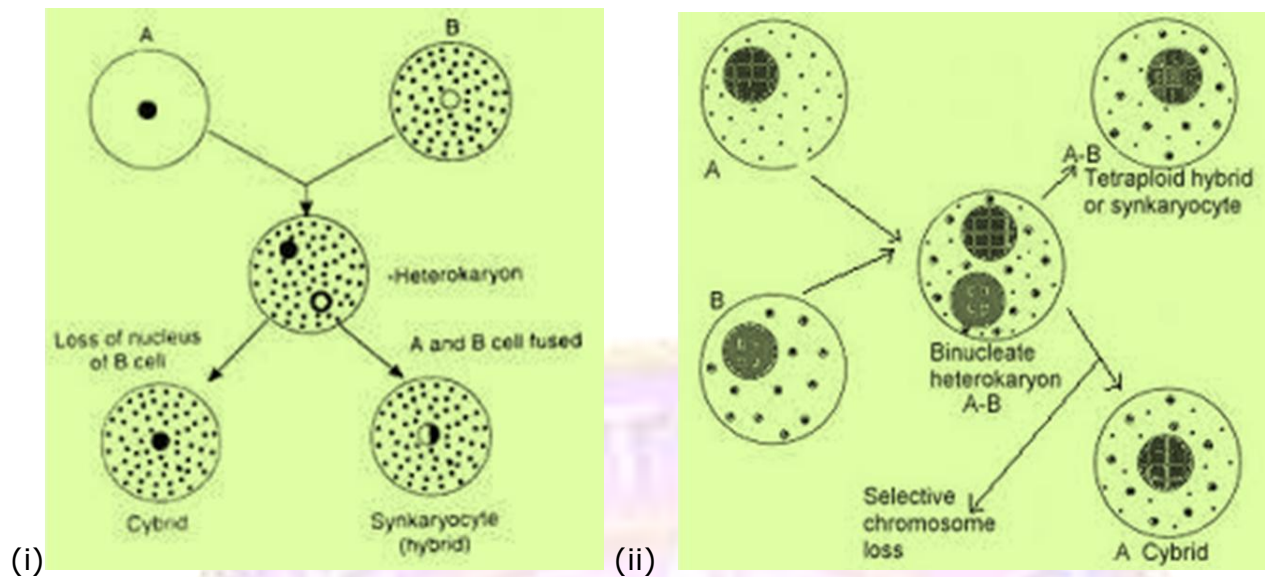 A
B
-Heterokaryon
Loss of nucleus
of B cell
A and B cell fused
Cybrid
Synkaryocyte
(hybrid)
(i)
A
A-B
Tetraploid hybrid
or synkaryocyte
B
Binucleate
heterokaryon
A-B
Selective
chromosome
loss
A Cybrid
(ii)